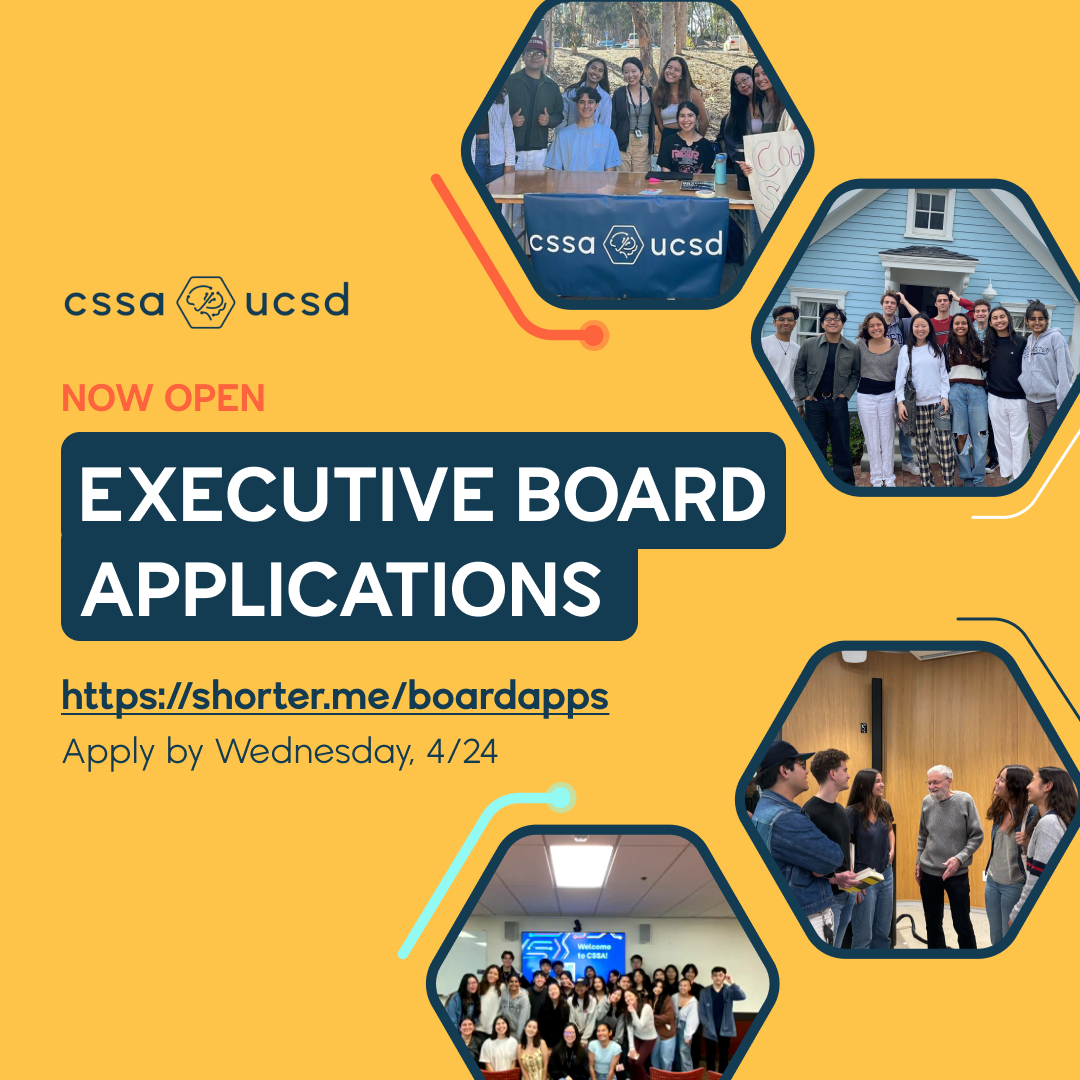 cssa ucsd
COG
S
cssa ucsd
NOW OPEN
EXECUTIVE BOARD
APPLICATIONS
https://shorter.me/boardapps
Apply by Wednesday, 4/24
Welcome
to CSSA!